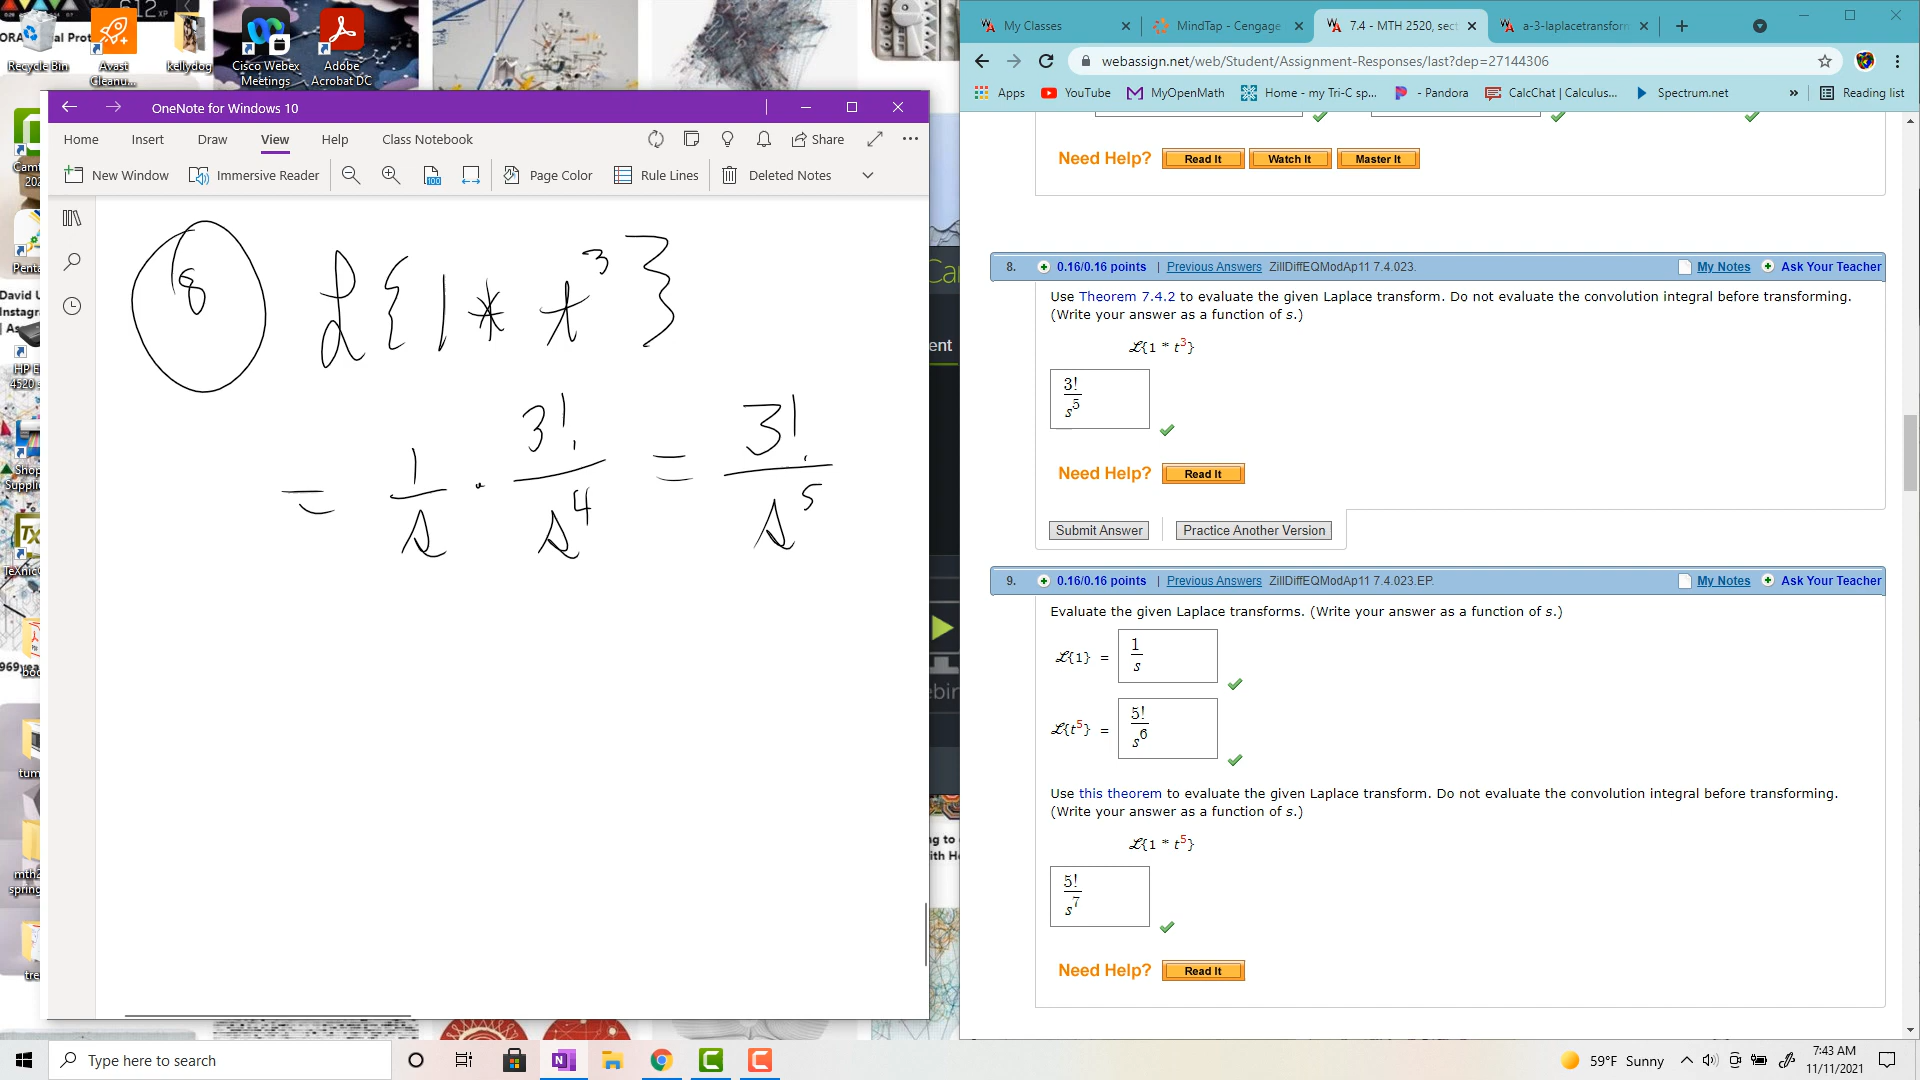 Recycle Bin
Avast Cleanu...
kellydog
Cisco Webex Meetings
Adobe Acrobat DC
OneNote for Windows 10
Home Insert Draw View Help Class Notebook Share
New Window Immersive Reader Page Color Rule Lines Deleted Notes
8
ℒ{1 * t³}
= 1/s · 3!/s⁴ = 3!/s⁵
My Classes
MindTap - Cengage
7.4 - MTH 2520, sect
a-3-laplacetransform
webassign.net/web/Student/Assignment-Responses/last?dep=27144306
Apps YouTube MyOpenMath Home - my Tri-C sp... - Pandora CalcChat | Calculus... Spectrum.net » Reading list
Need Help? Read It Watch It Master It
8. 0.16/0.16 points | Previous Answers ZillDiffEQModAp11 7.4.023. My Notes Ask Your Teacher
Use Theorem 7.4.2 to evaluate the given Laplace transform. Do not evaluate the convolution integral before transforming.
(Write your answer as a function of s.)
ℒ{1 * t³}
3!/s⁵
Need Help? Read It
Submit Answer Practice Another Version
9. 0.16/0.16 points | Previous Answers ZillDiffEQModAp11 7.4.023.EP. My Notes Ask Your Teacher
Evaluate the given Laplace transforms. (Write your answer as a function of s.)
ℒ{1} = 1/s
ℒ{t⁵} = 5!/s⁶
Use this theorem to evaluate the given Laplace transform. Do not evaluate the convolution integral before transforming.
(Write your answer as a function of s.)
ℒ{1 * t⁵}
5!/s⁷
Need Help? Read It
Type here to search
59°F Sunny
7:43 AM
11/11/2021